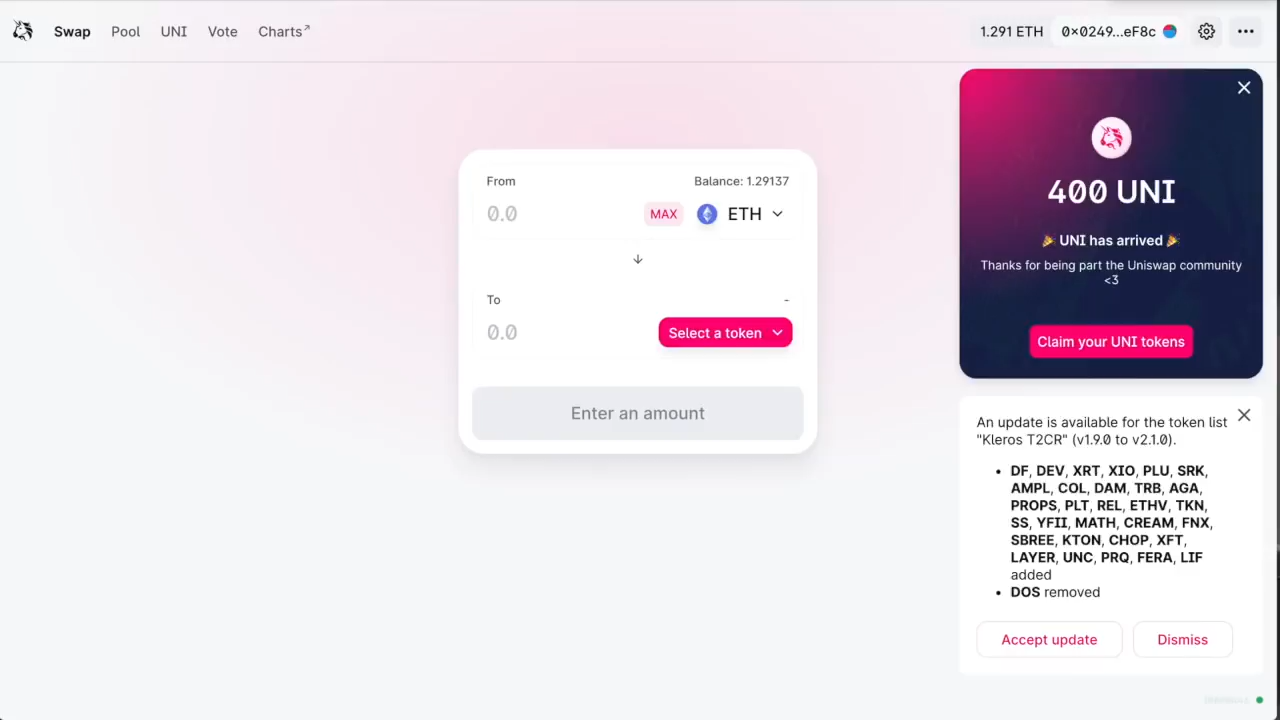 Swap Pool UNI Vote Charts↗ 1.291 ETH 0x0249...eF8c
From Balance: 1.29137
0.0 MAX ETH
To -
0.0 Select a token
Enter an amount
400 UNI
🎉 UNI has arrived 🎉
Thanks for being part the Uniswap community
<3
Claim your UNI tokens
An update is available for the token list
"Kleros T2CR" (v1.9.0 to v2.1.0).
• DF, DEV, XRT, XIO, PLU, SRK,
AMPL, COL, DAM, TRB, AGA,
PROPS, PLT, REL, ETHV, TKN,
SS, YFII, MATH, CREAM, FNX,
SBREE, KTON, CHOP, XFT,
LAYER, UNC, PRQ, FERA, LIF
added
• DOS removed
Accept update Dismiss